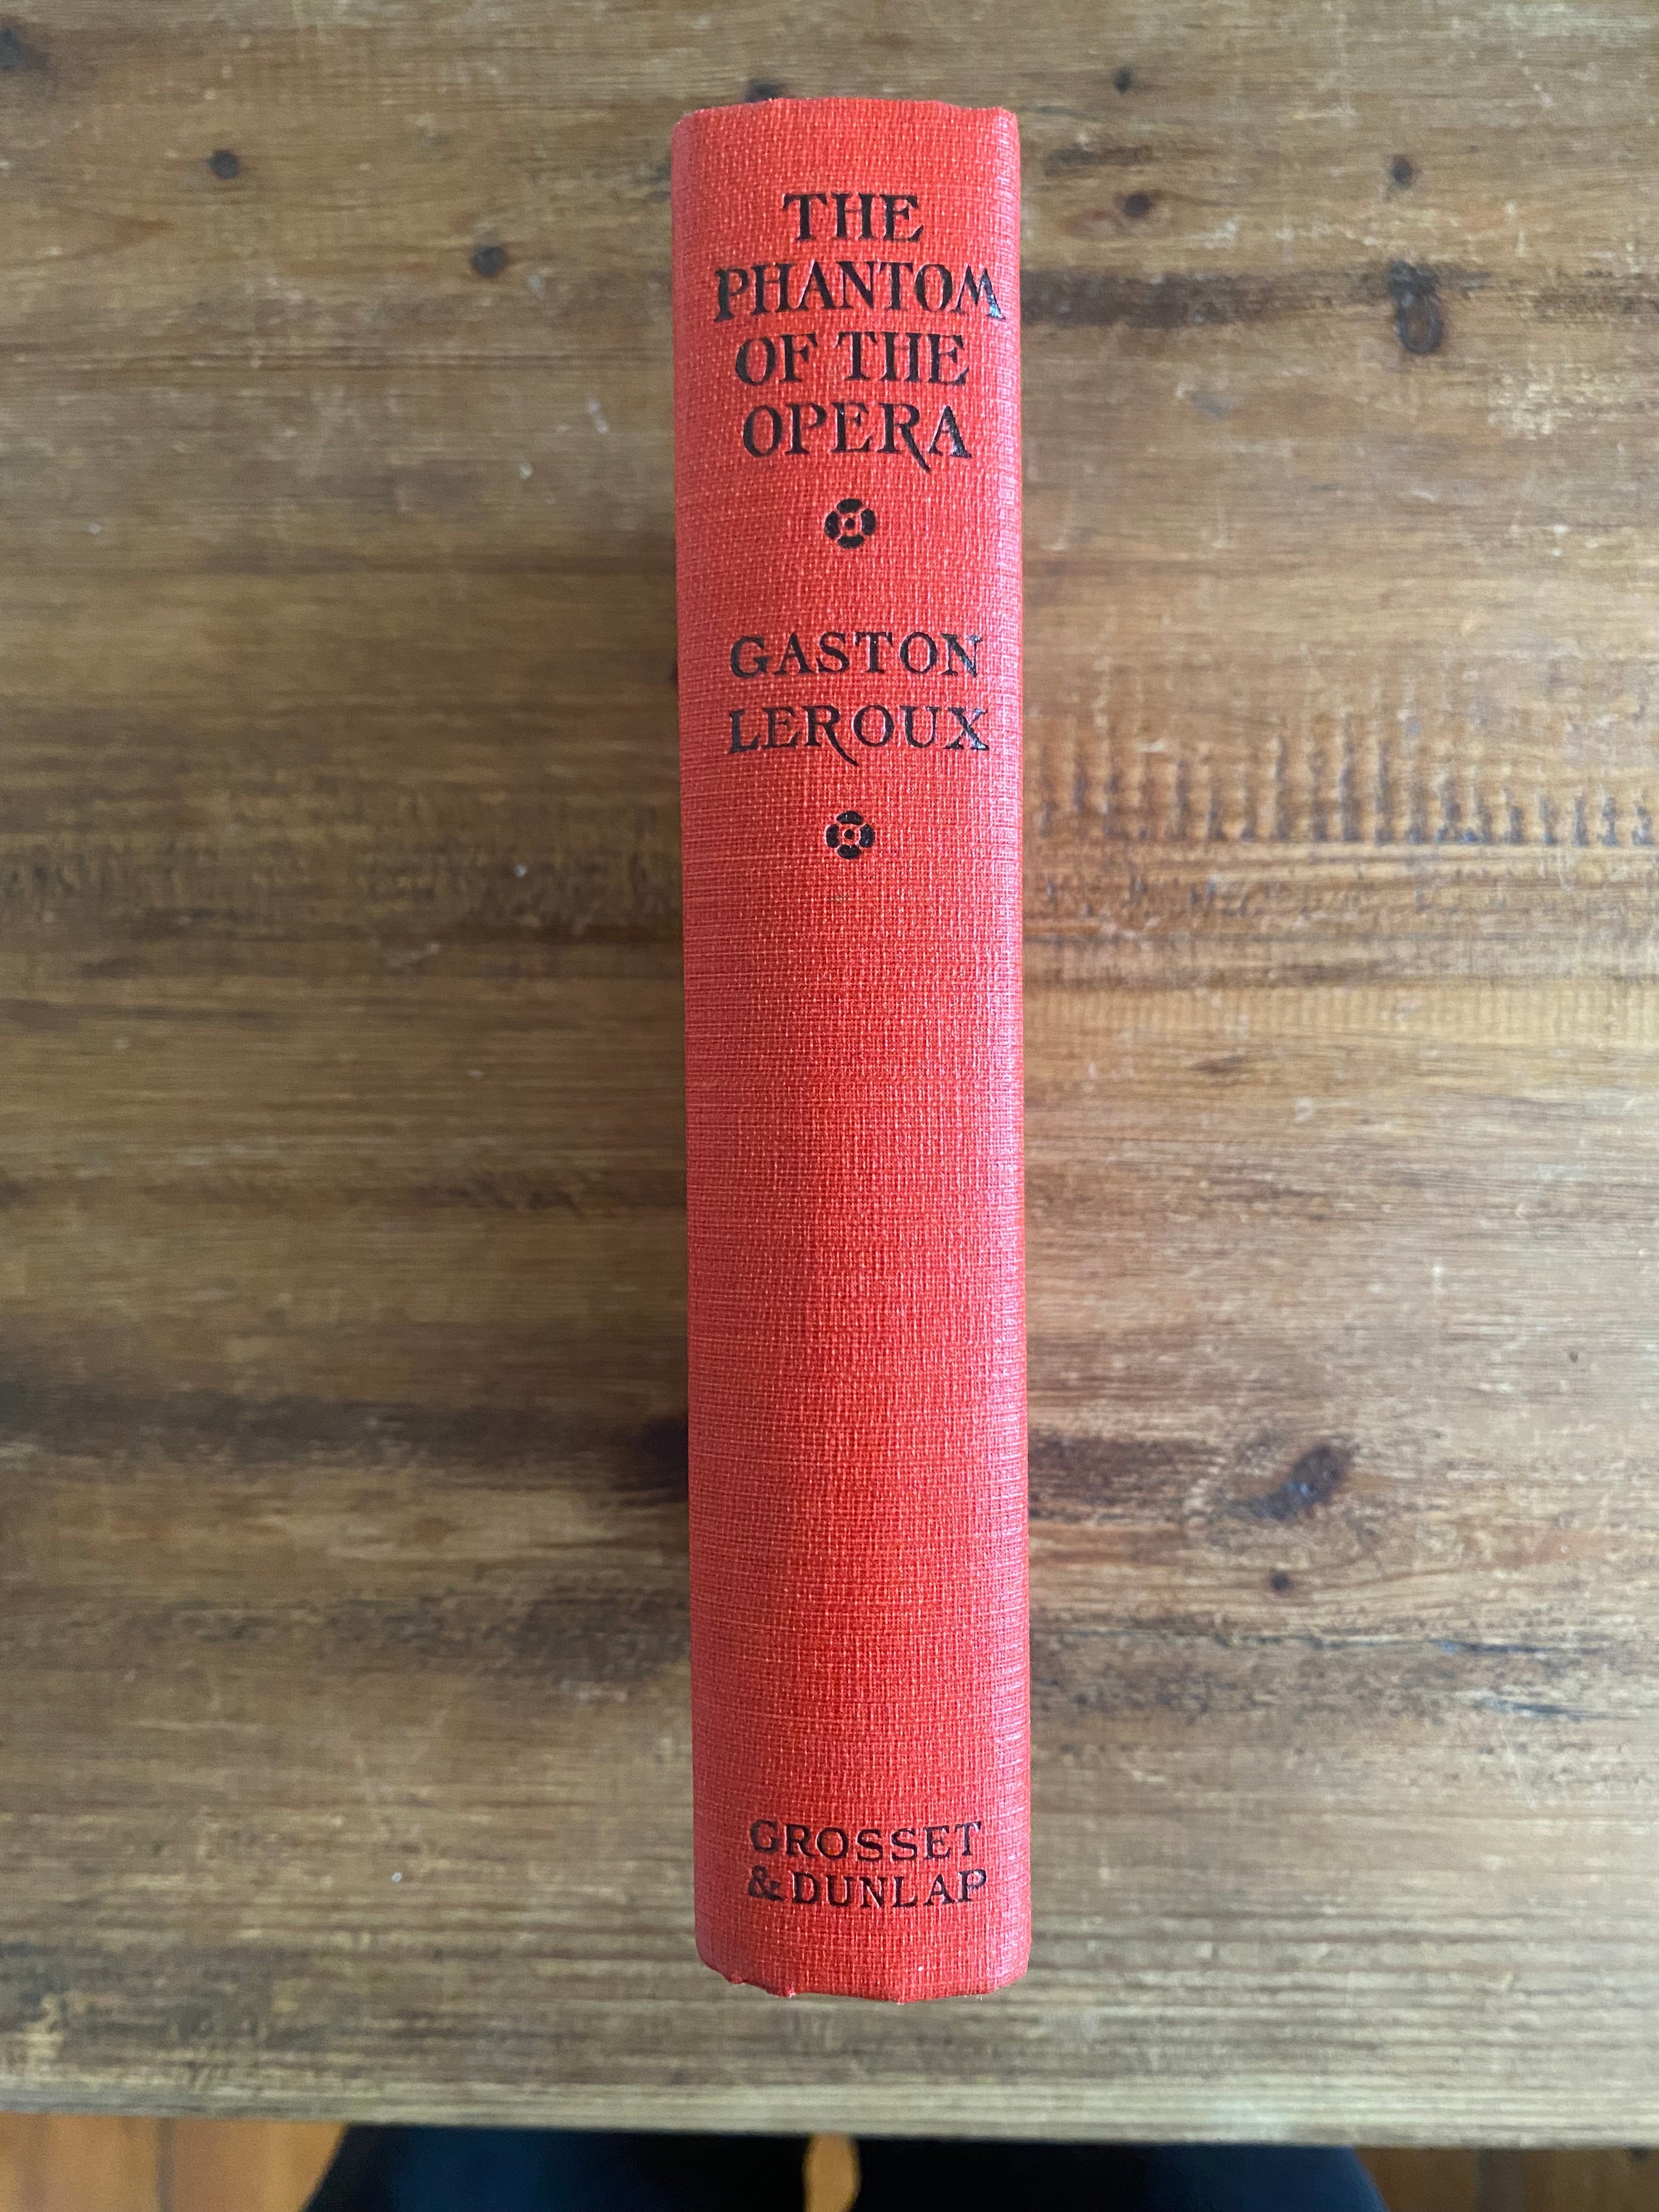 THE
PHANTOM
OF THE
OPERA
GASTON
LEROUX
GROSSET
& DUNLAP